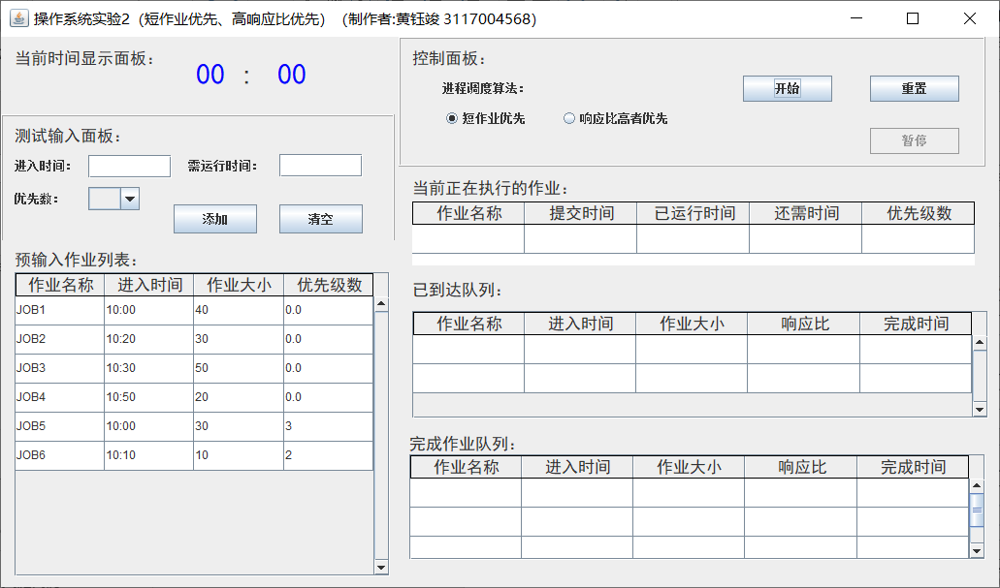 操作系统实验2（短作业优先、高响应比优先）（制作者:黄钰竣 3117004568）
当前时间显示面板：
00 ： 00
测试输入面板：
进入时间： 需运行时间：
优先数：
添加 清空
预输入作业列表：
作业名称 进入时间 作业大小 优先级数
JOB1 10:00 40 0.0
JOB2 10:20 30 0.0
JOB3 10:30 50 0.0
JOB4 10:50 20 0.0
JOB5 10:00 30 3
JOB6 10:10 10 2
控制面板：
进程调度算法：
开始 重置
短作业优先 响应比高者优先
暂停
当前正在执行的作业：
作业名称 提交时间 已运行时间 还需时间 优先级数
已到达队列：
作业名称 进入时间 作业大小 响应比 完成时间
完成作业队列：
作业名称 进入时间 作业大小 响应比 完成时间